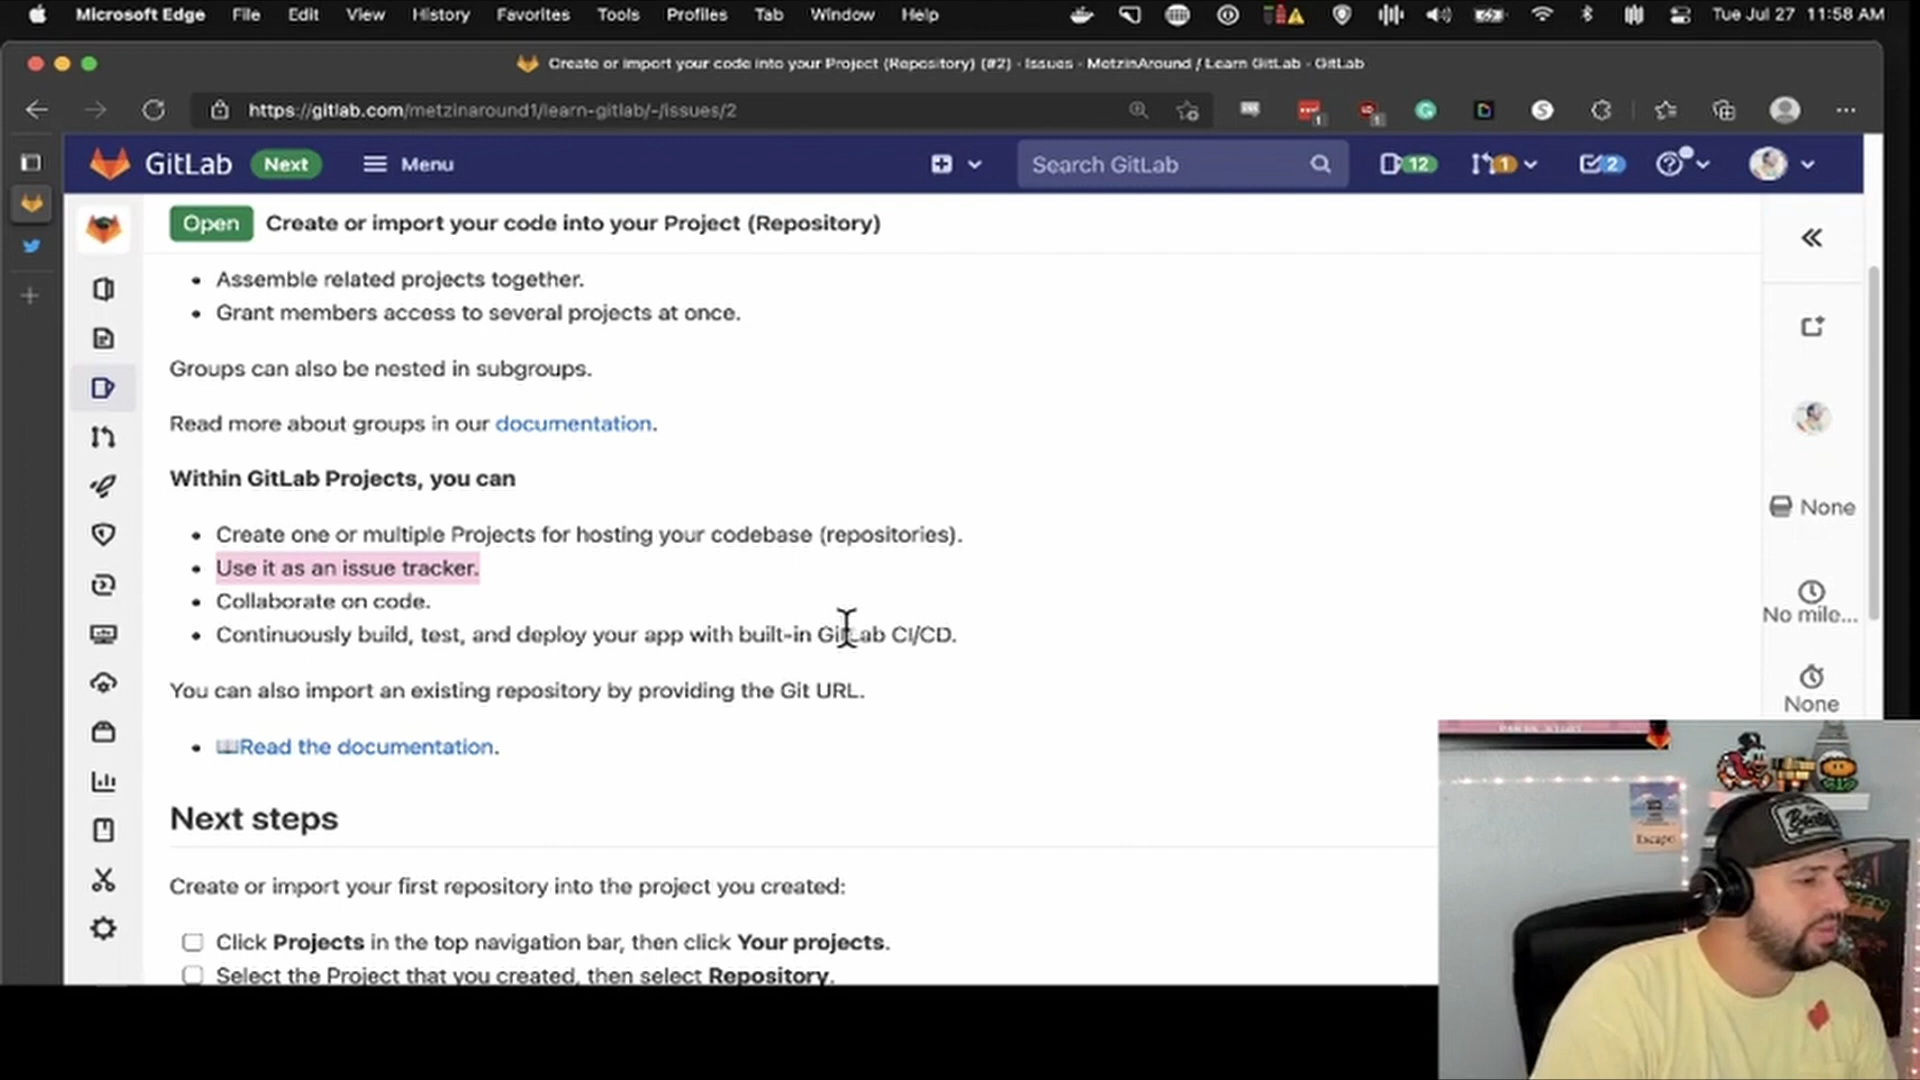 Microsoft Edge File Edit View History Favorites Tools Profiles Tab Window Help Tue Jul 27 11:58 AM
Create or import your code into your Project (Repository) (#2) · Issues · MetzinAround / Learn GitLab · GitLab
https://gitlab.com/metzinaround1/learn-gitlab/-/issues/2
GitLab Next Menu Search GitLab 12 1 2
Open Create or import your code into your Project (Repository)
Assemble related projects together.
Grant members access to several projects at once.
Groups can also be nested in subgroups.
Read more about groups in our documentation.
Within GitLab Projects, you can
Create one or multiple Projects for hosting your codebase (repositories).
Use it as an issue tracker.
Collaborate on code.
Continuously build, test, and deploy your app with built-in GitLab CI/CD.
You can also import an existing repository by providing the Git URL.
Read the documentation.
Next steps
Create or import your first repository into the project you created:
Click Projects in the top navigation bar, then click Your projects.
Select the Project that you created, then select Repository.
None
No mile...
None
Escape